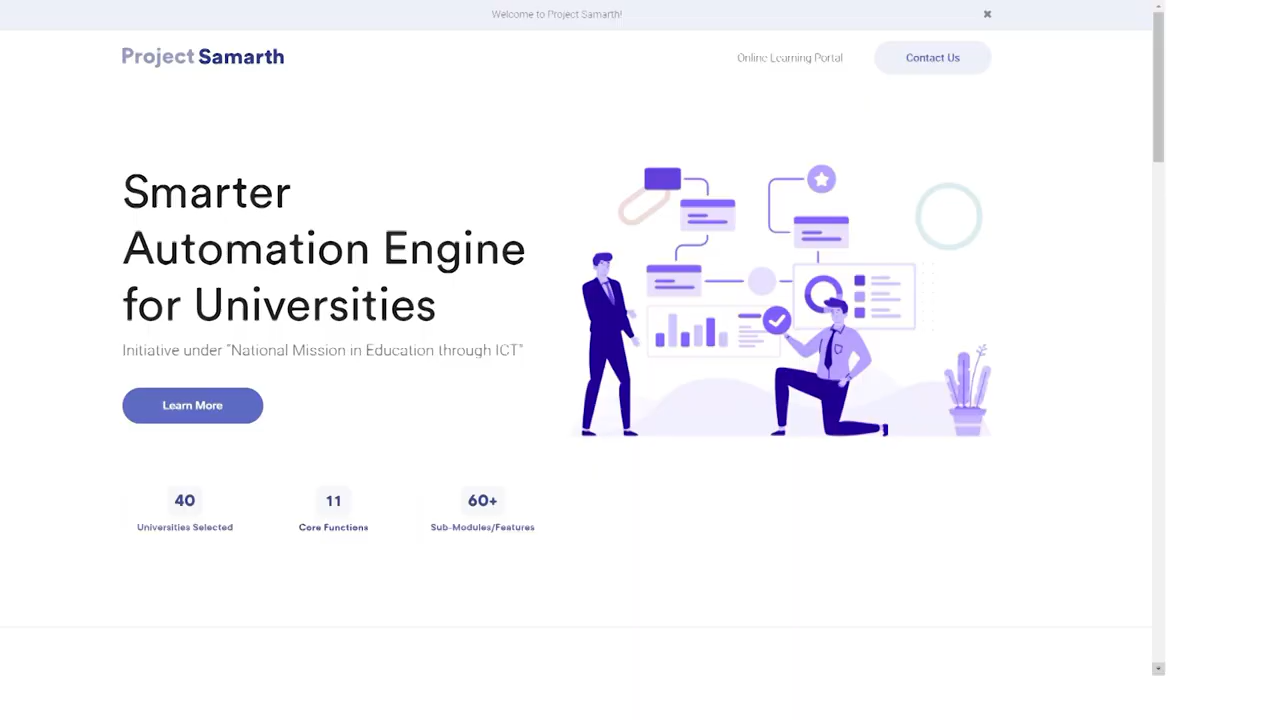 Welcome to Project Samarth!
Project Samarth
Online Learning Portal
Contact Us
Smarter
Automation Engine
for Universities
Initiative under "National Mission in Education through ICT"
Learn More
40
Universities Selected
11
Core Functions
60+
Sub-Modules/Features